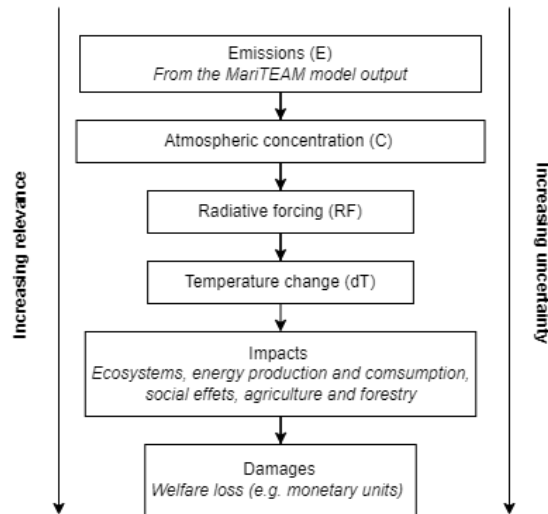 Emissions (E)
From the MariTEAM model output
Atmospheric concentration (C)
Radiative forcing (RF)
Temperature change (dT)
Impacts
Ecosystems, energy production and comsumption,
social effets, agriculture and forestry
Damages
Welfare loss (e.g. monetary units)
Increasing relevance
Increasing uncertainty